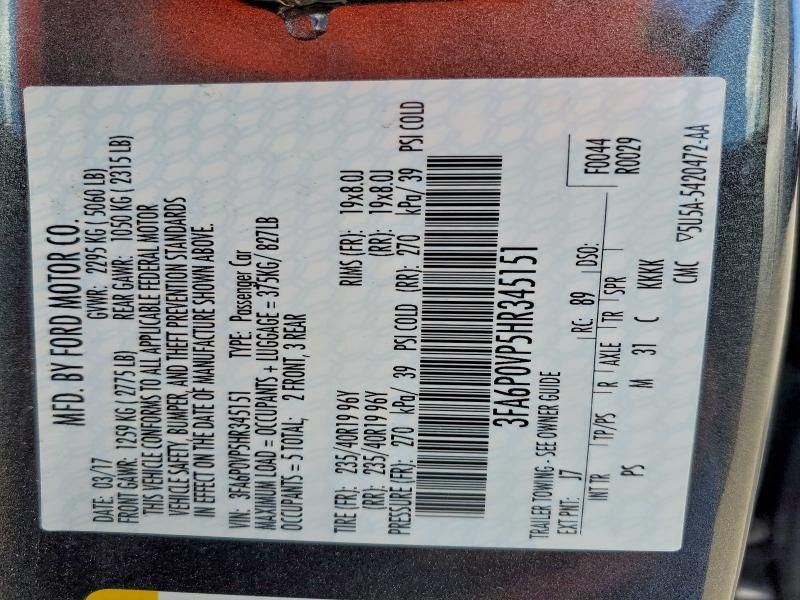 MFD. BY FORD MOTOR CO.
DATE: 03/17 GVWR: 2295 KG ( 5060 LB)
FRONT GAWR: 1259 KG ( 2775 LB) REAR GAWR: 1050 KG ( 2315 LB)
THIS VEHICLE CONFORMS TO ALL APPLICABLE FEDERAL MOTOR
VEHICLE SAFETY, BUMPER, AND THEFT PREVENTION STANDARDS
IN EFFECT ON THE DATE OF MANUFACTURE SHOWN ABOVE.
VIN: 3FA6P0VP5HR345151 TYPE: Passenger Car
MAXIMUM LOAD = OCCUPANTS + LUGGAGE = 375KG/ 827LB
OCCUPANTS = 5 TOTAL; 2 FRONT, 3 REAR
TIRE (FR): 235/40R19 96Y RIMS (FR): 19x8.0J
(RR): 235/40R19 96Y (RR): 19x8.0J
PRESSURE (FR): 270 kPa/ 39 PSI COLD (RR): 270 kPa/ 39 PSI COLD
3FA6P0VP5HR345151
TRAILER TOWING - SEE OWNER GUIDE
EXT PNT: J7 RC: 89 DSO: F0044
R0029
INT TR TP/PS R AXLE TR SPR
PS M 31 C KKKK
CMC ▽5U5A-5420472-AA